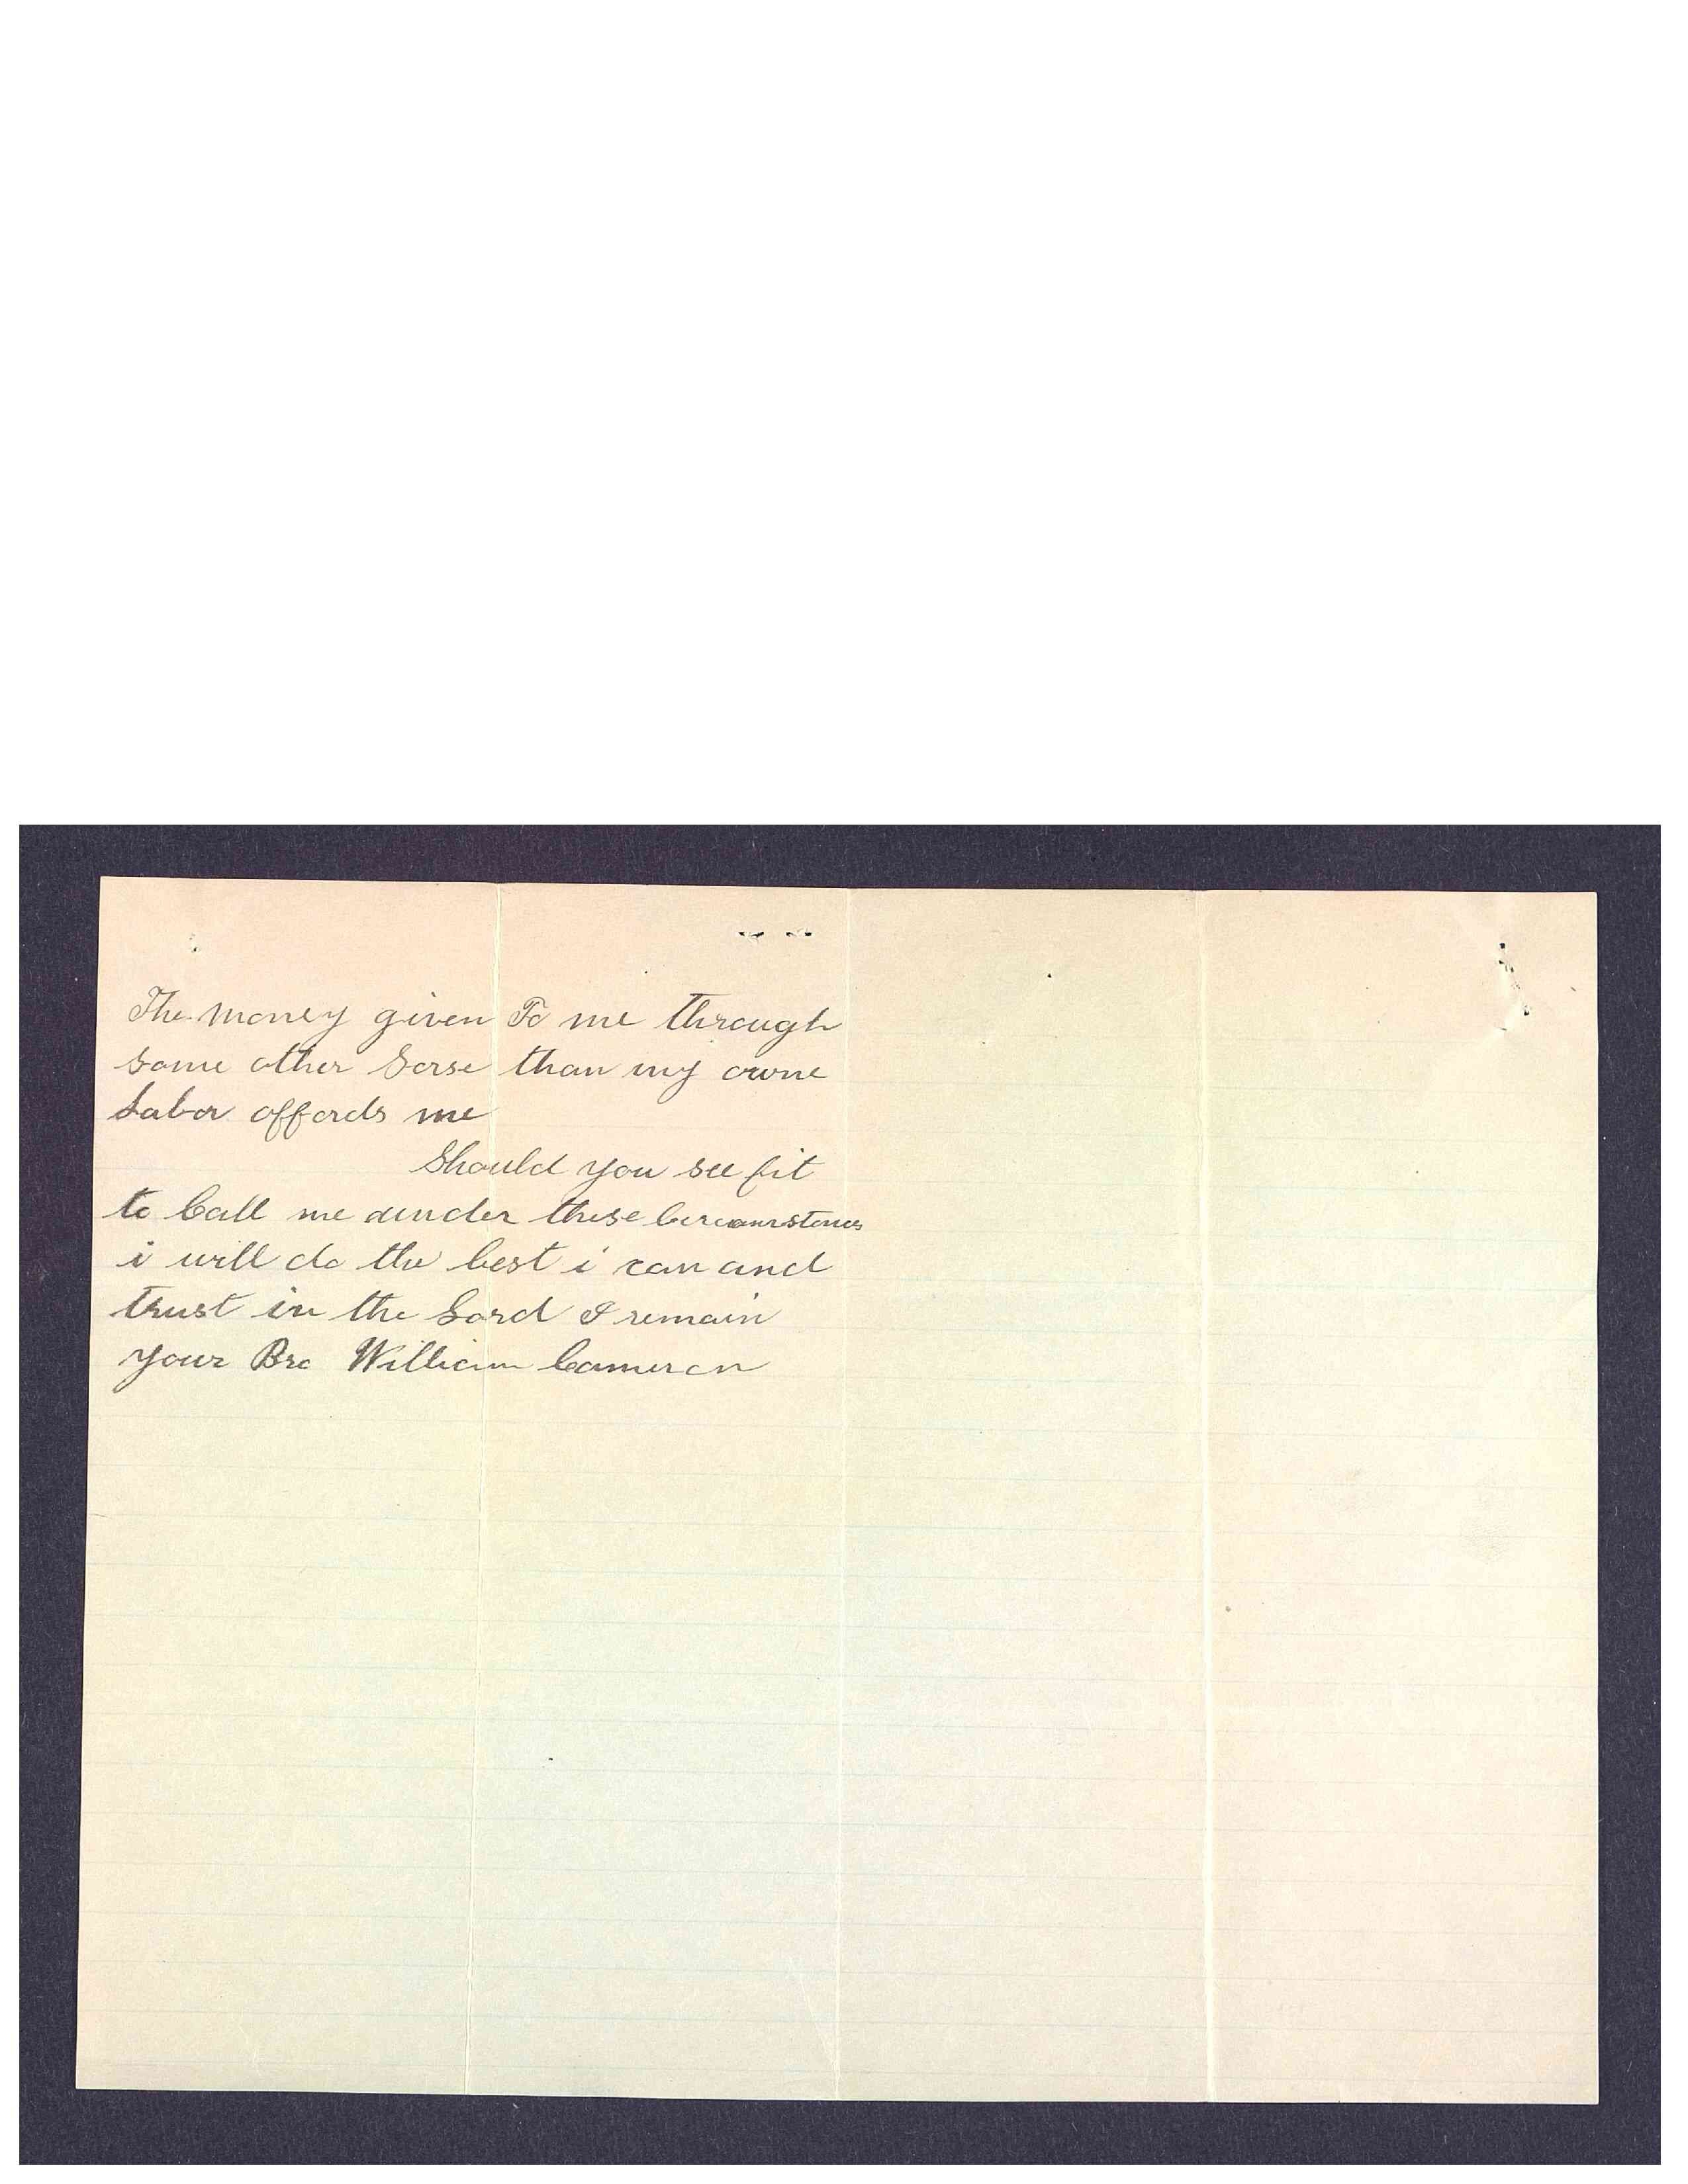 The money given To me through
some other Sorse than my owne
Labor affords me
Should you see fit
to Call me under these Circumstences
i will do the best i can and
trust in the Lord I remain
your Bro William Cameron